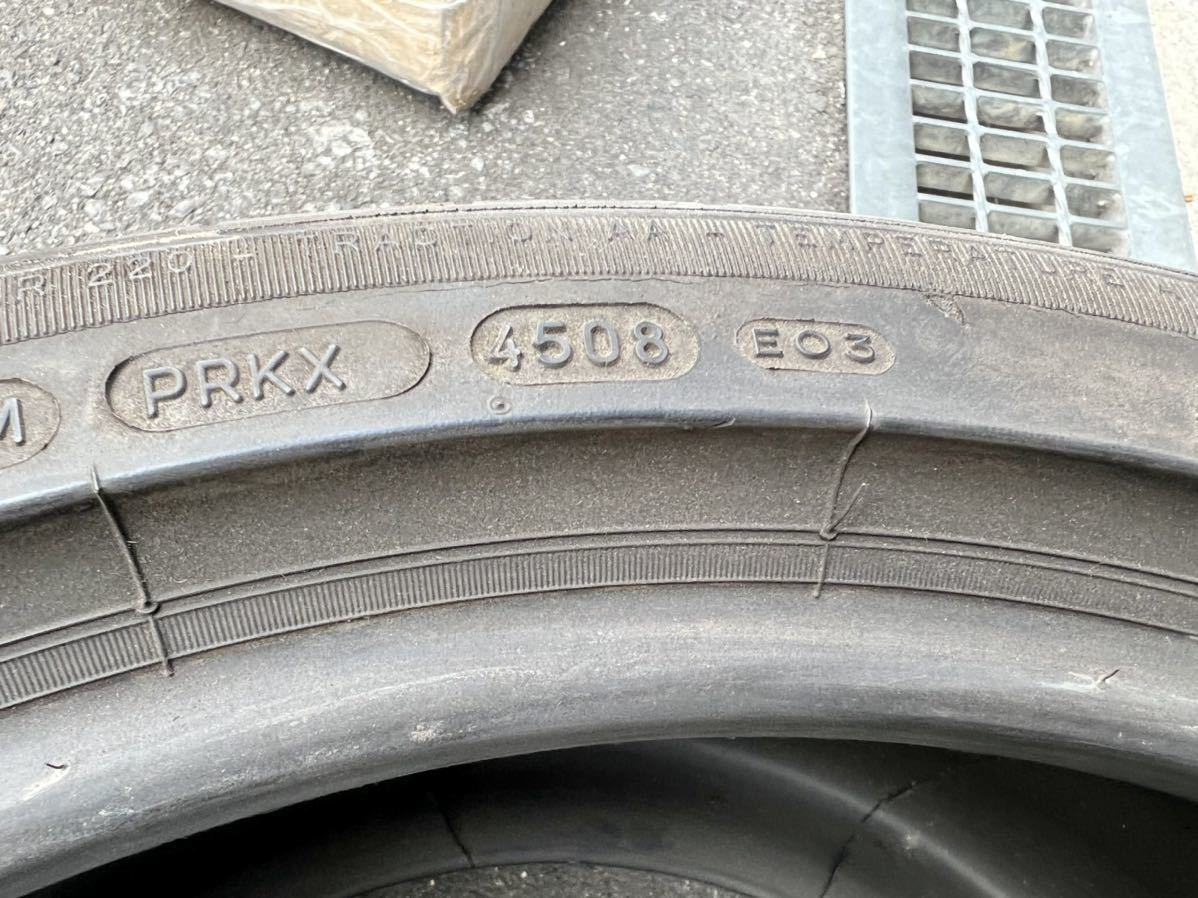 R 220 - TRACTION AA - TEMPERATURE
M PRKX 4508 E03